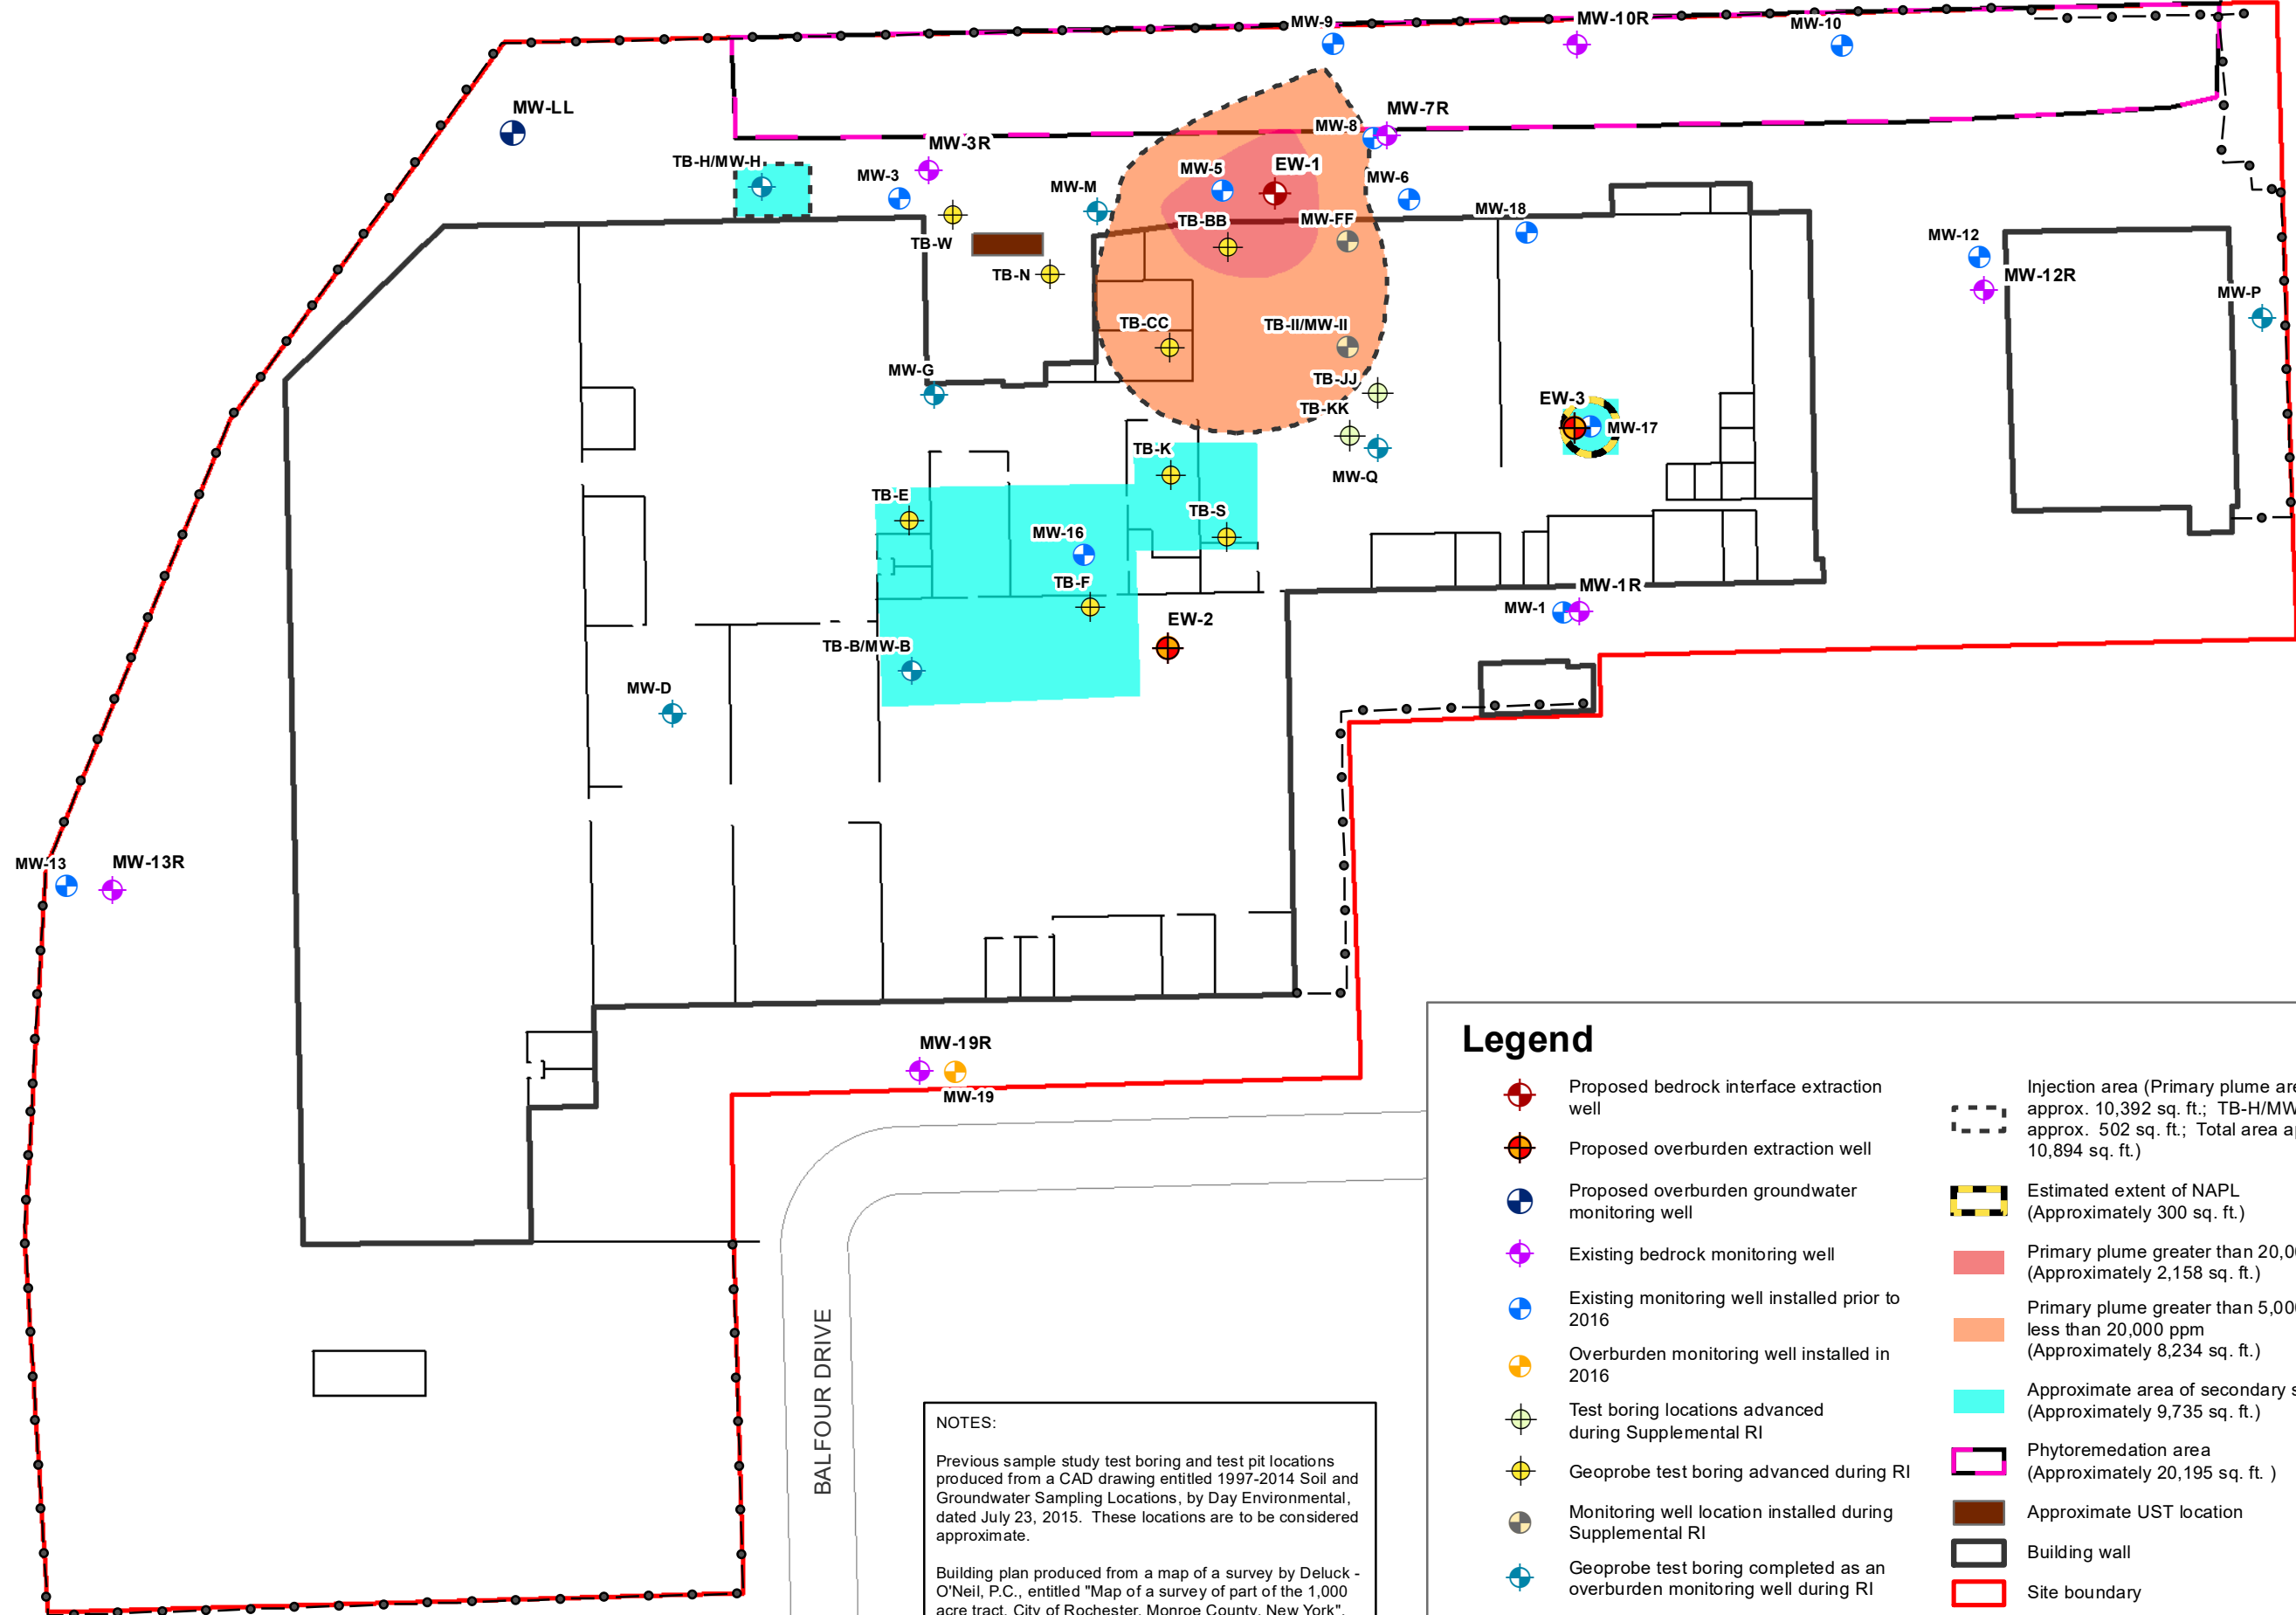 MW-9
MW-10R
MW-10
MW-LL
MW-7R
MW-8
MW-3R
TB-H/MW-H
MW-3
MW-M
MW-5
EW-1
MW-6
TB-BB
MW-FF
MW-18
TB-W
TB-N
MW-12
MW-12R
MW-P
TB-CC
TB-II/MW-II
MW-G
TB-JJ
TB-KK
EW-3
MW-17
TB-K
MW-Q
TB-E
TB-S
MW-16
TB-F
MW-1R
MW-1
EW-2
TB-B/MW-B
MW-D
MW-13
MW-13R
MW-19R
MW-19
BALFOUR DRIVE
NOTES:
Previous sample study test boring and test pit locations
produced from a CAD drawing entitled 1997-2014 Soil and
Groundwater Sampling Locations, by Day Environmental,
dated July 23, 2015. These locations are to be considered
approximate.
Building plan produced from a map of a survey by Deluck -
O'Neil, P.C., entitled "Map of a survey of part of the 1,000
acre tract, City of Rochester, Monroe County, New York",
Legend
Proposed bedrock interface extraction
well
Proposed overburden extraction well
Proposed overburden groundwater
monitoring well
Existing bedrock monitoring well
Existing monitoring well installed prior to
2016
Overburden monitoring well installed in
2016
Test boring locations advanced
during Supplemental RI
Geoprobe test boring advanced during RI
Monitoring well location installed during
Supplemental RI
Geoprobe test boring completed as an
overburden monitoring well during RI
Injection area (Primary plume
approx. 10,392 sq. ft.; TB-H/MW
approx. 502 sq. ft.; Total area
10,894 sq. ft.)
Estimated extent of NAPL
(Approximately 300 sq. ft.)
Primary plume greater than
(Approximately 2,158 sq. ft.)
Primary plume greater than
less than 20,000 ppm
(Approximately 8,234 sq. ft.)
Approximate area of secondary
(Approximately 9,735 sq. ft.)
Phytoremedation area
(Approximately 20,195 sq. ft. )
Approximate UST location
Building wall
Site boundary